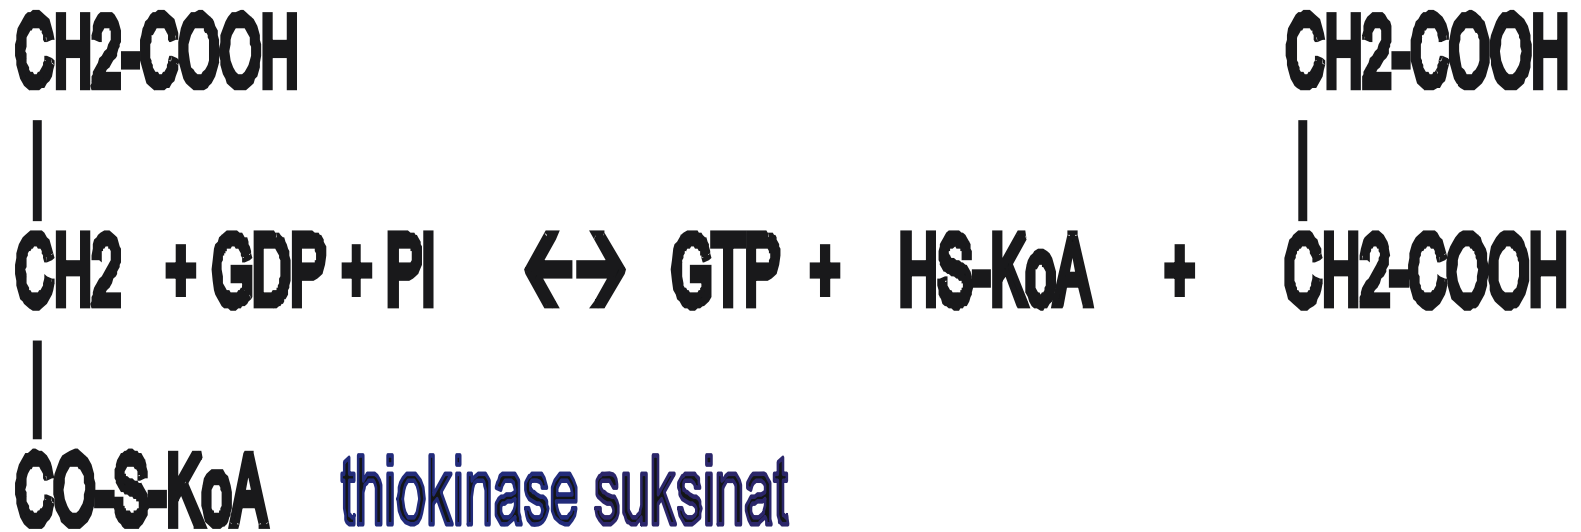 CH2-COOH CH2-COOH
| |
CH2 + GDP + PI ↔ GTP + HS-KoA + CH2-COOH
|
CO-S-KoA thiokinase suksinat